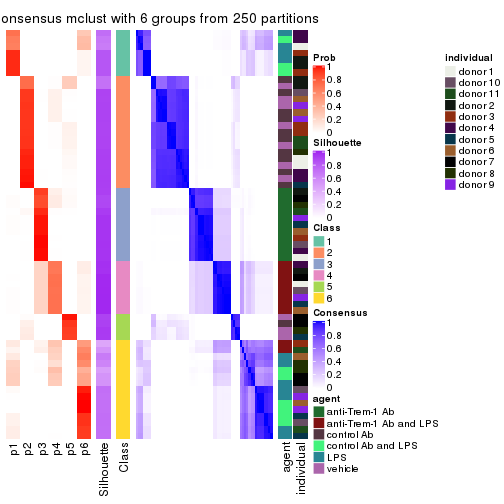 onsensus mclust with 6 groups from 250 partitions
Prob
1
0.8
0.6
0.4
0.2
0
Silhouette
1
0.8
0.6
0.4
0.2
0
Class
1
2
3
4
5
6
Consensus
1
0.8
0.6
0.4
0.2
0
agent
anti-Trem-1 Ab
anti-Trem-1 Ab and LPS
control Ab
control Ab and LPS
LPS
vehicle
individual
donor 1
donor 10
donor 11
donor 2
donor 3
donor 4
donor 5
donor 6
donor 7
donor 8
donor 9
p1
p2
p3
p4
p5
p6
Silhouette
Class
agent
individual